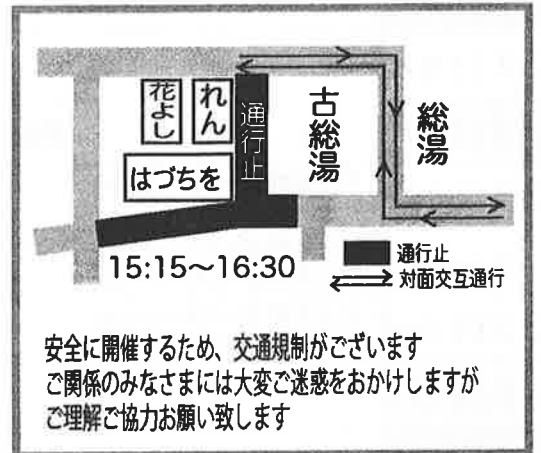 花よし
れん
通行止
古総湯
総湯
はづちを
15:15～16:30
通行止
対面交互通行
安全に開催するため、交通規制がございます
ご関係のみなさまには大変ご迷惑をおかけしますが
ご理解ご協力お願い致します